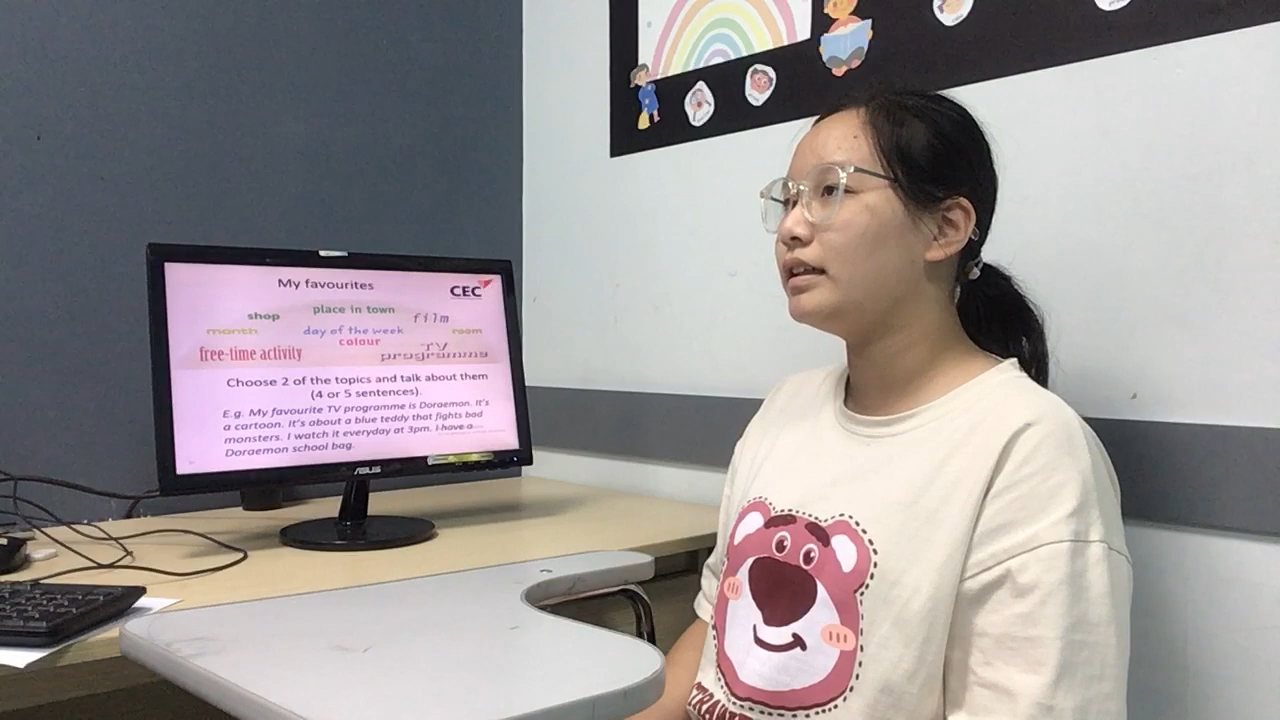 My favourites
CEC
shop
place in town
film
month
day of the week
room
colour
free-time activity
TV
programme
Choose 2 of the topics and talk about them
(4 or 5 sentences).
E.g. My favourite TV programme is Doraemon. It's
a cartoon. It's about a blue teddy that fights bad
monsters. I watch it everyday at 3pm. I have a
Doraemon school bag.
ASUS